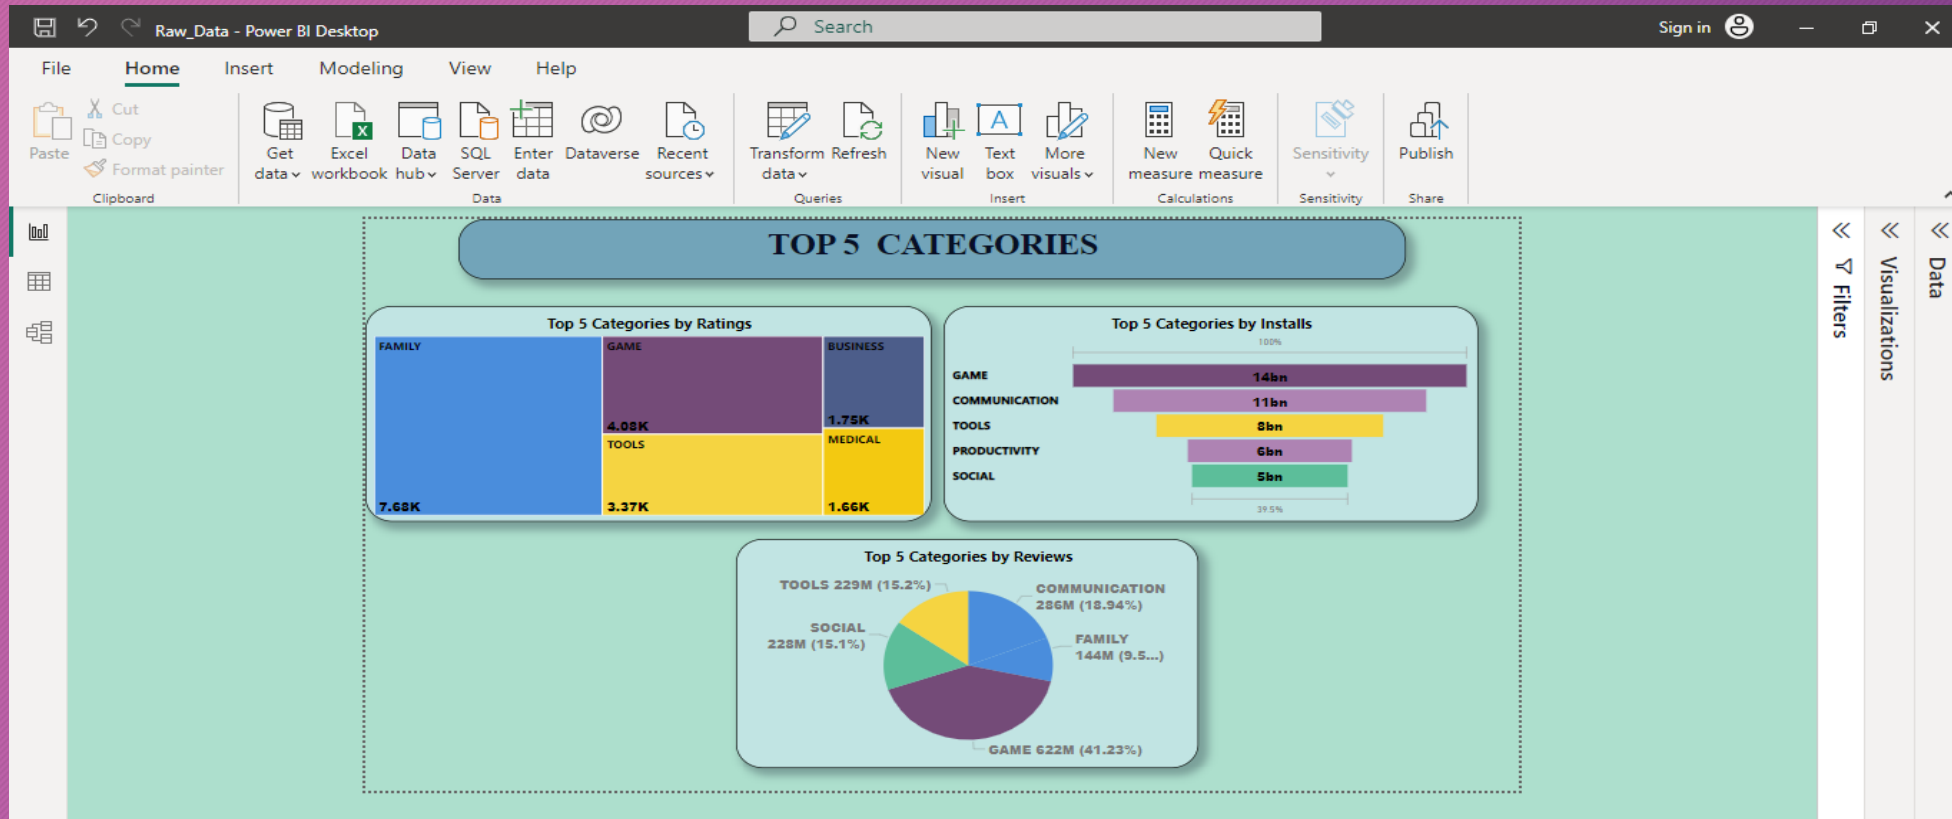 Raw_Data - Power BI Desktop
Search
Sign in
File
Home
Insert
Modeling
View
Help
Paste
Cut
Copy
Format painter
Clipboard
Get
data
Excel
workbook
Data
hub
SQL
Server
Enter
data
Dataverse
Recent
sources
Data
Transform
data
Refresh
Queries
New
visual
Text
box
More
visuals
Insert
New
measure
Quick
measure
Calculations
Sensitivity
Sensitivity
Publish
Share
TOP 5 CATEGORIES
Top 5 Categories by Ratings
FAMILY
7.68K
GAME
4.08K
TOOLS
3.37K
BUSINESS
1.75K
MEDICAL
1.66K
Top 5 Categories by Installs
100%
GAME
14bn
COMMUNICATION
11bn
TOOLS
8bn
PRODUCTIVITY
6bn
SOCIAL
5bn
39.5%
Top 5 Categories by Reviews
TOOLS 229M (15.2%)
COMMUNICATION
286M (18.94%)
SOCIAL
228M (15.1%)
FAMILY
144M (9.5...)
GAME 622M (41.23%)
Filters
Visualizations
Data